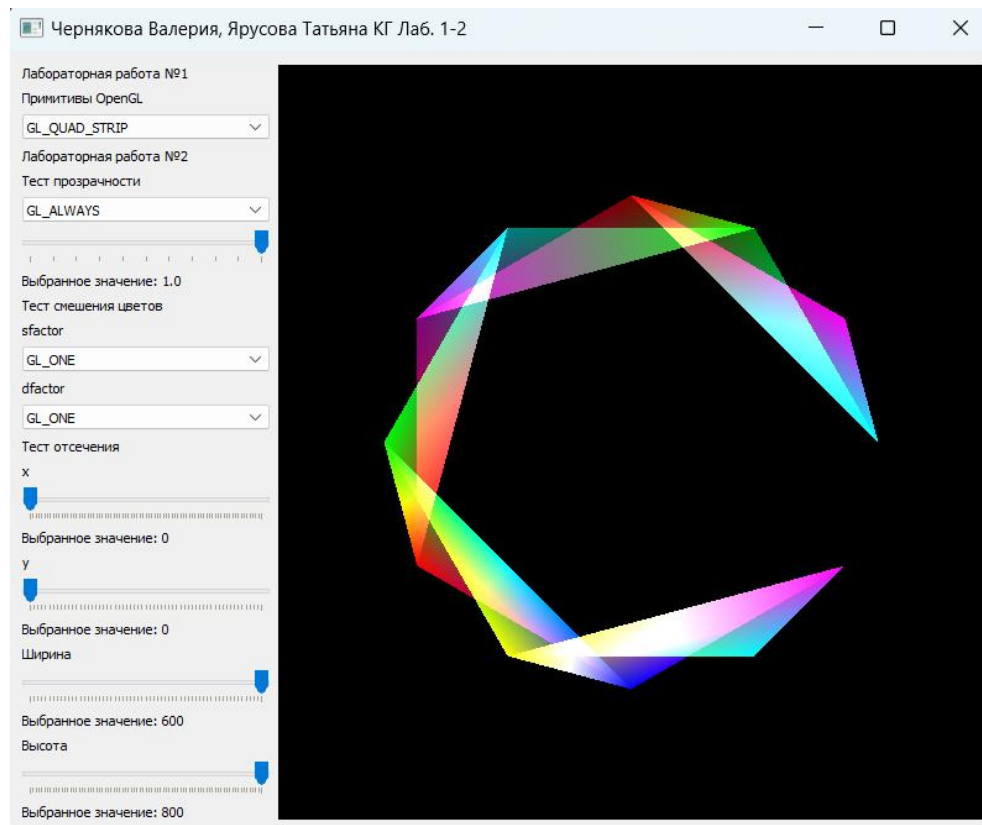 Чернякова Валерия, Ярусова Татьяна КГ Лаб. 1-2
Лабораторная работа №1
Примитивы OpenGL
GL_QUAD_STRIP
Лабораторная работа №2
Тест прозрачности
GL_ALWAYS
Выбранное значение: 1.0
Тест смешения цветов
sfactor
GL_ONE
dfactor
GL_ONE
Тест отсечения
x
Выбранное значение: 0
y
Выбранное значение: 0
Ширина
Выбранное значение: 600
Высота
Выбранное значение: 800